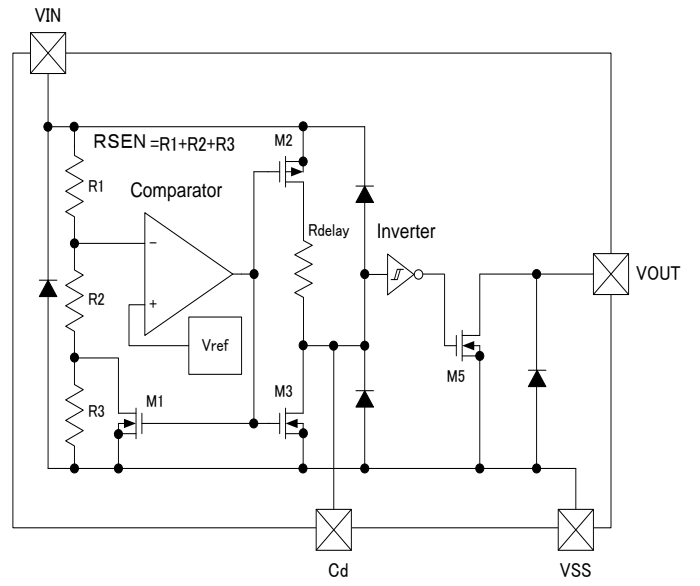 VIN
RSEN =R1+R2+R3
M2
R1
Comparator
Rdelay
Inverter
−
VOUT
R2
+
Vref
M5
M1
M3
R3
Cd
VSS